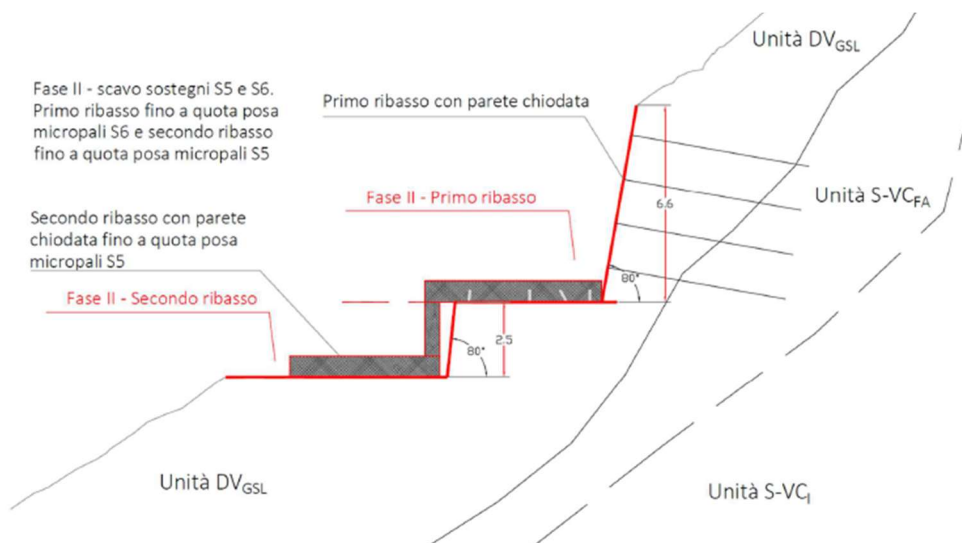 Unità DV_GSL
Fase II - scavo sostegni S5 e S6.
Primo ribasso fino a quota posa
micropali S6 e secondo ribasso
fino a quota posa micropali S5
Primo ribasso con parete chiodata
Unità S-VC_FA
Fase II - Primo ribasso
6.6
Secondo ribasso con parete
chiodata fino a quota posa
micropali S5
80°
Fase II - Secondo ribasso
2.5
80°
Unità DV_GSL
Unità S-VC_I